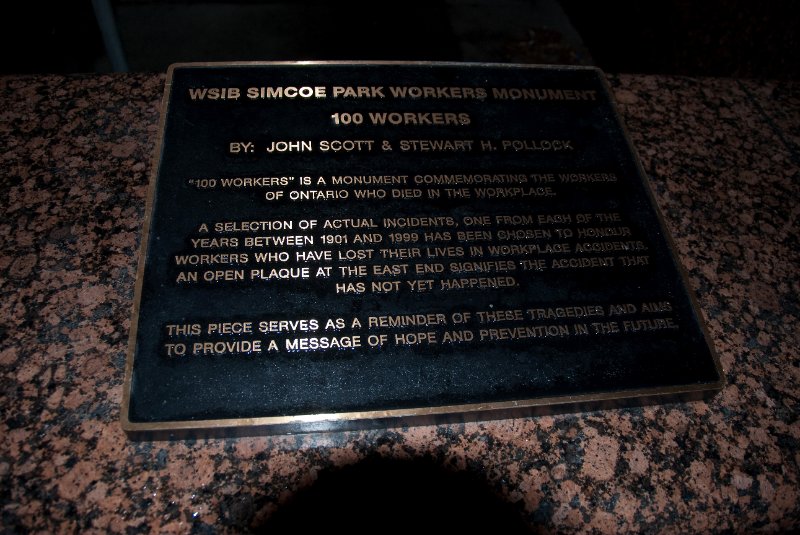 WSIB SIMCOE PARK WORKERS MONUMENT
100 WORKERS
BY: JOHN SCOTT & STEWART H. POLLOCK
"100 WORKERS" IS A MONUMENT COMMEMORATING THE WORKERS
OF ONTARIO WHO DIED IN THE WORKPLACE.
A SELECTION OF ACTUAL INCIDENTS, ONE FROM EACH OF THE
YEARS BETWEEN 1901 AND 1999 HAS BEEN CHOSEN TO HONOUR
WORKERS WHO HAVE LOST THEIR LIVES IN WORKPLACE ACCIDENTS.
AN OPEN PLAQUE AT THE EAST END SIGNIFIES THE ACCIDENT THAT
HAS NOT YET HAPPENED.
THIS PIECE SERVES AS A REMINDER OF THESE TRAGEDIES AND AIMS
TO PROVIDE A MESSAGE OF HOPE AND PREVENTION IN THE FUTURE.